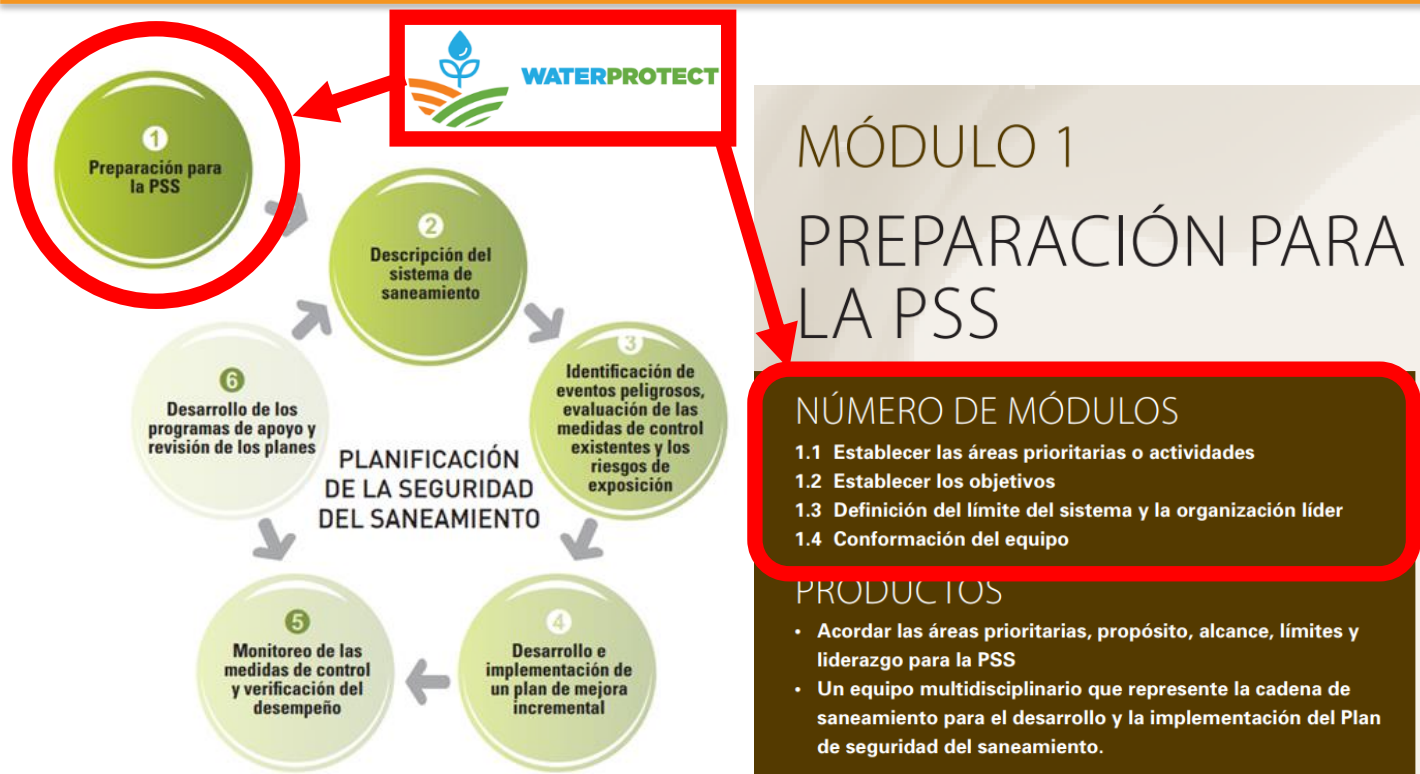 WATERPROTECT
1
Preparación para
la PSS
2
Descripción del
sistema de
saneamiento
3
Identificación de
eventos peligrosos,
evaluación de las
medidas de control
existentes y los
riesgos de
exposición
6
Desarrollo de los
programas de apoyo y
revisión de los planes
PLANIFICACIÓN
DE LA SEGURIDAD
DEL SANEAMIENTO
5
Monitoreo de las
medidas de control
y verificación del
desempeño
4
Desarrollo e
implementación de
un plan de mejora
incremental
MÓDULO 1
PREPARACIÓN PARA
LA PSS
NÚMERO DE MÓDULOS
1.1 Establecer las áreas prioritarias o actividades
1.2 Establecer los objetivos
1.3 Definición del límite del sistema y la organización líder
1.4 Conformación del equipo
PRODUCTOS
• Acordar las áreas prioritarias, propósito, alcance, límites y
liderazgo para la PSS
• Un equipo multidisciplinario que represente la cadena de
saneamiento para el desarrollo y la implementación del Plan
de seguridad del saneamiento.